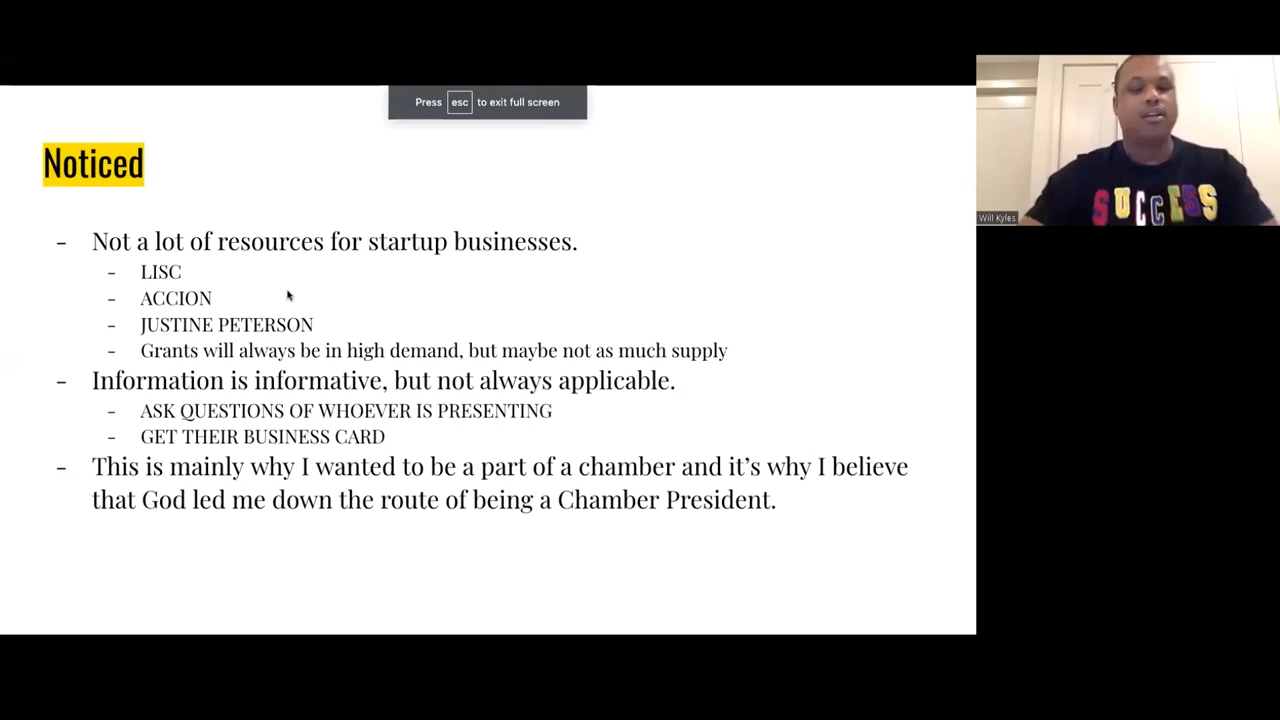 Press esc to exit full screen
Noticed
- Not a lot of resources for startup businesses.
- LISC
- ACCION
- JUSTINE PETERSON
- Grants will always be in high demand, but maybe not as much supply
- Information is informative, but not always applicable.
- ASK QUESTIONS OF WHOEVER IS PRESENTING
- GET THEIR BUSINESS CARD
- This is mainly why I wanted to be a part of a chamber and it's why I believe
that God led me down the route of being a Chamber President.
SUCCESS
Will Kyles